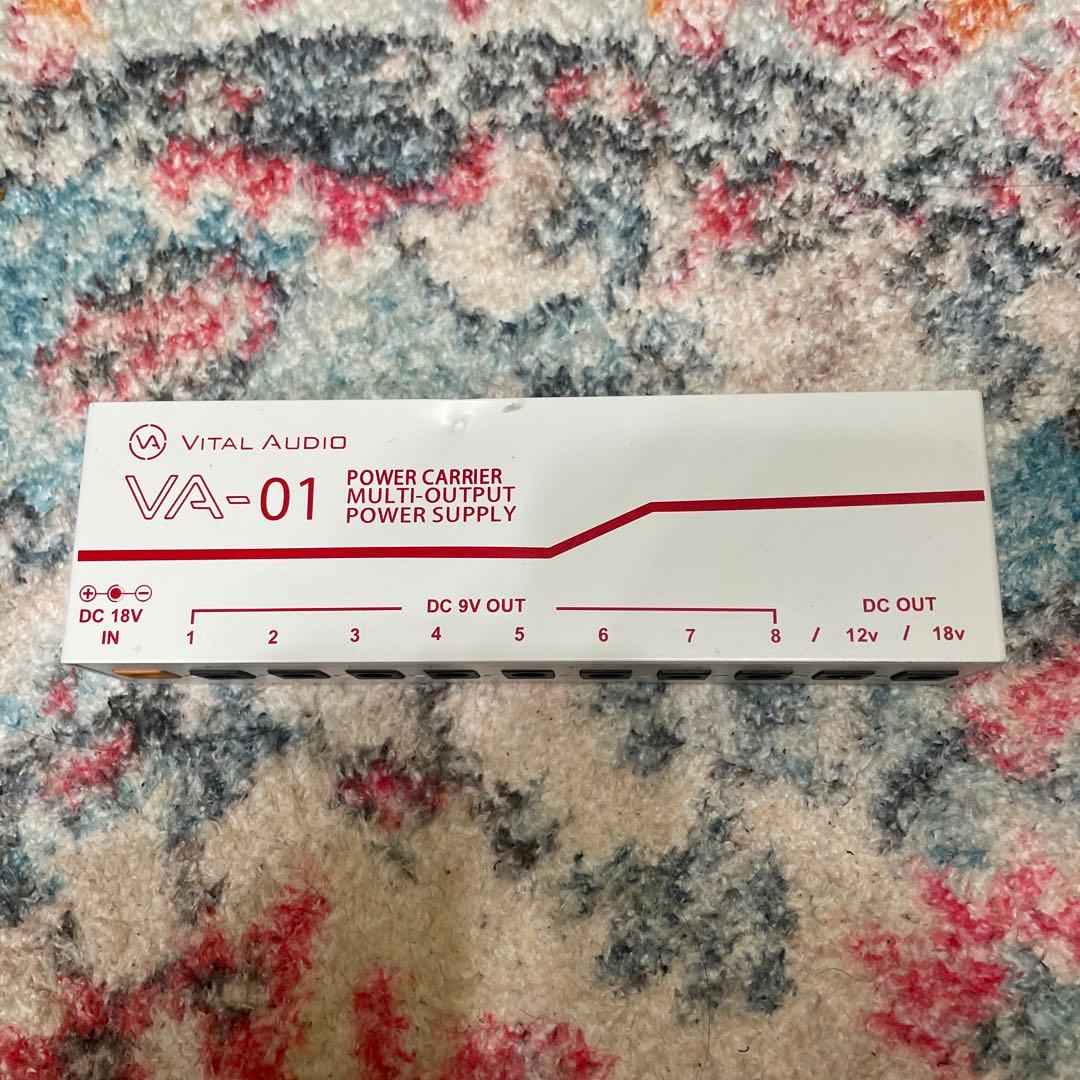 VA VITAL AUDIO
VA-01
POWER CARRIER
MULTI-OUTPUT
POWER SUPPLY
+ -
DC 18V
IN
DC 9V OUT
DC OUT
1 2 3 4 5 6 7 8 / 12v / 18v